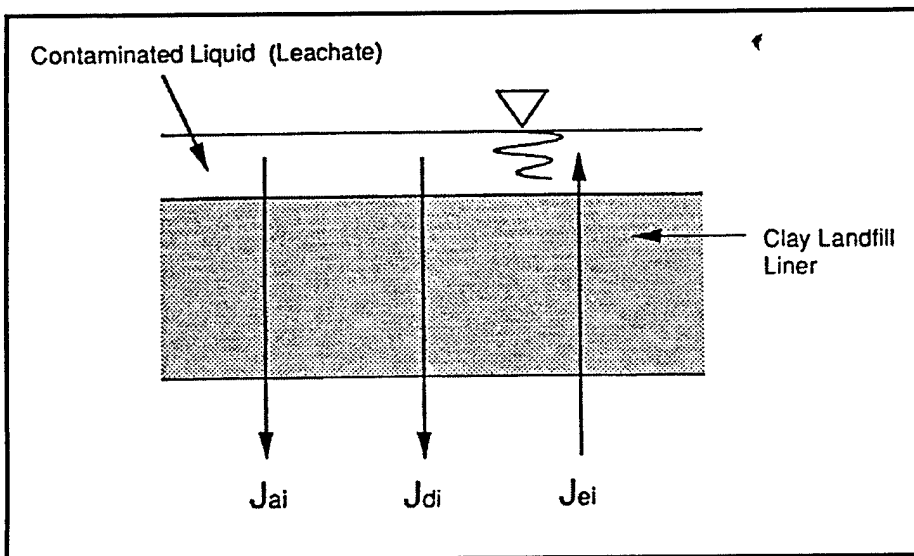 Contaminated Liquid (Leachate)
Clay Landfill
Liner
Jai
Jdi
Jei